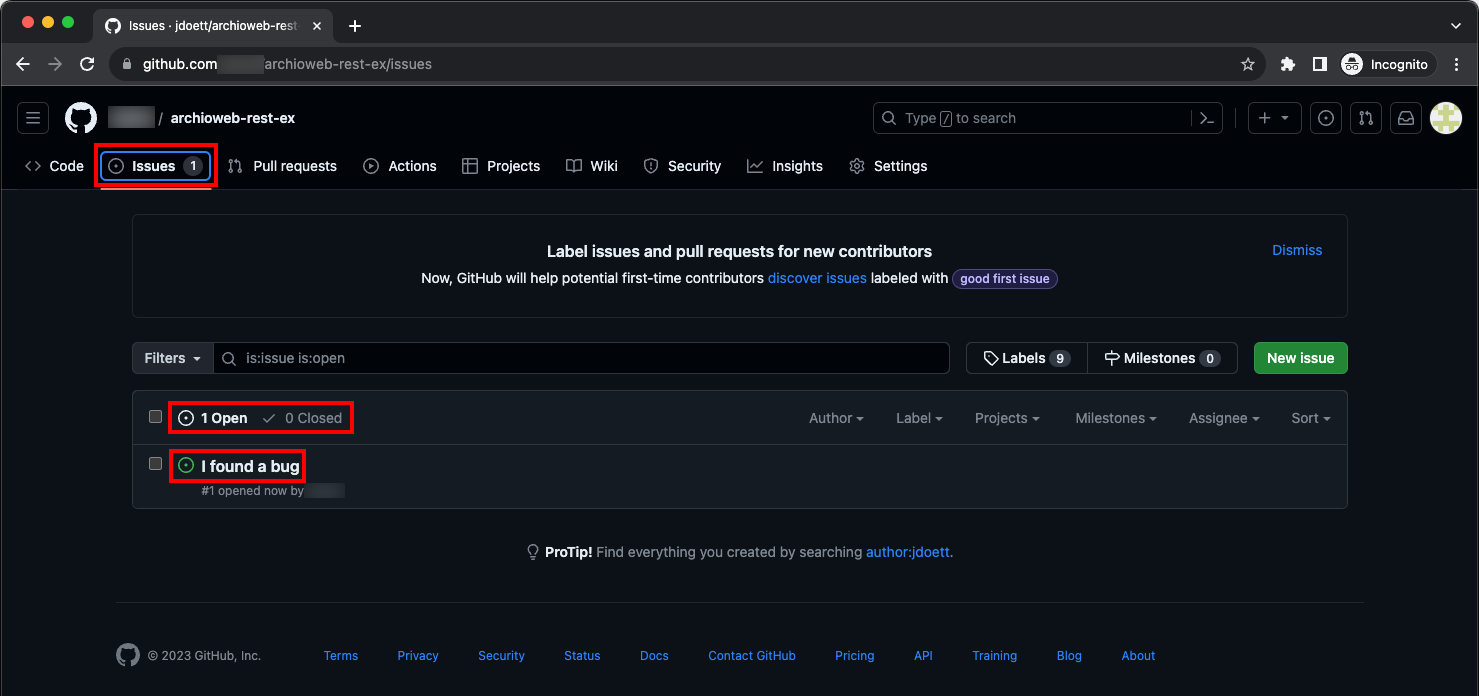 Issues · jdoett/archioweb-rest-
github.com archioweb-rest-ex/issues
Incognito
/ archioweb-rest-ex
Type / to search
Code Issues 1 Pull requests Actions Projects Wiki Security Insights Settings
Label issues and pull requests for new contributors
Dismiss
Now, GitHub will help potential first-time contributors discover issues labeled with good first issue
Filters is:issue is:open Labels 9 Milestones 0 New issue
1 Open 0 Closed Author Label Projects Milestones Assignee Sort
I found a bug
#1 opened now by
ProTip! Find everything you created by searching author:jdoett.
© 2023 GitHub, Inc. Terms Privacy Security Status Docs Contact GitHub Pricing API Training Blog About